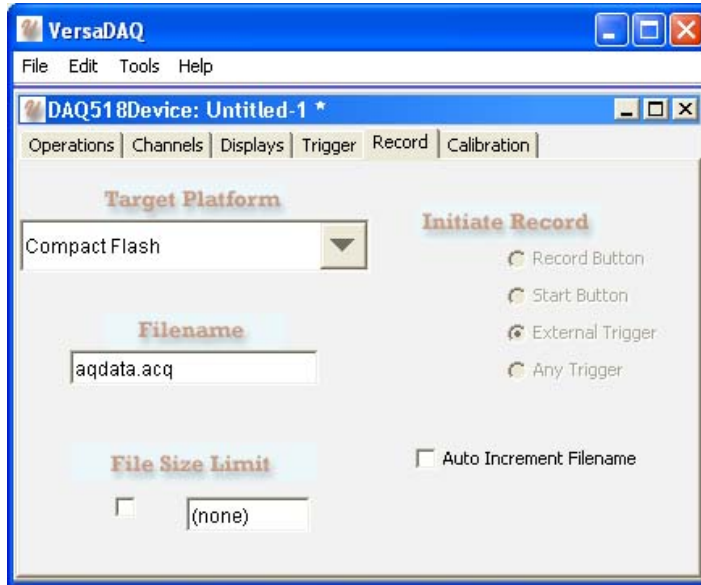 VersaDAQ
File Edit Tools Help
DAQ518Device: Untitled-1 *
Operations Channels Displays Trigger Record Calibration
Target Platform
Compact Flash
Filename
aqdata.acq
File Size Limit
(none)
Initiate Record
Record Button
Start Button
External Trigger
Any Trigger
Auto Increment Filename